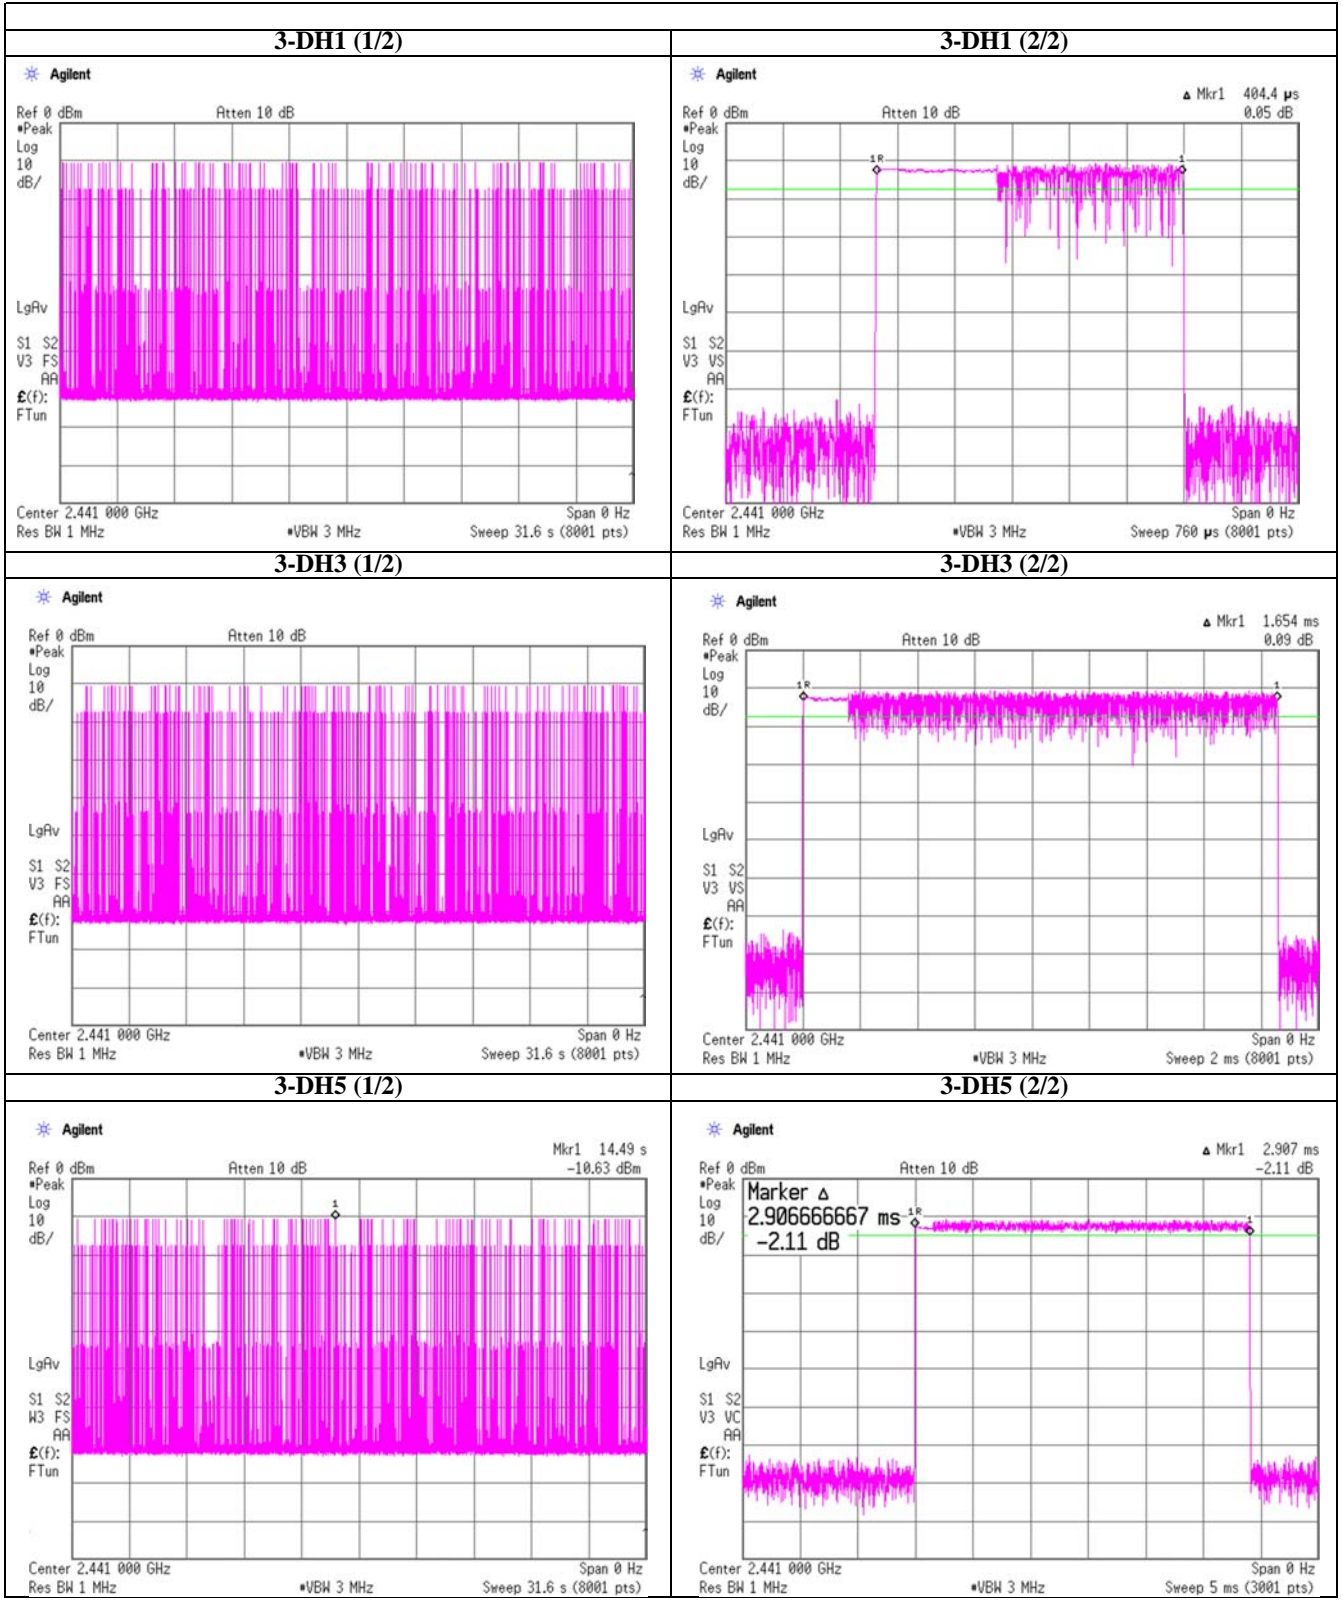 3-DH1 (1/2)
3-DH1 (2/2)
Agilent
Ref 0 dBm
Atten 10 dB
*Peak
Log
10
dB/
LgAv
S1 S2
V3 FS
AA
£(f):
FTun
Center 2.441 000 GHz
Span 0 Hz
Res BW 1 MHz
*VBW 3 MHz
Sweep 31.6 s (8001 pts)
Agilent
Δ Mkr1 404.4 µs
Ref 0 dBm
Atten 10 dB
0.05 dB
*Peak
Log
10
dB/
1R
1
LgAv
S1 S2
V3 VS
AA
£(f):
FTun
Center 2.441 000 GHz
Span 0 Hz
Res BW 1 MHz
*VBW 3 MHz
Sweep 760 µs (8001 pts)
3-DH3 (1/2)
3-DH3 (2/2)
Agilent
Ref 0 dBm
Atten 10 dB
*Peak
Log
10
dB/
LgAv
S1 S2
V3 FS
AA
£(f):
FTun
Center 2.441 000 GHz
Span 0 Hz
Res BW 1 MHz
*VBW 3 MHz
Sweep 31.6 s (8001 pts)
Agilent
Δ Mkr1 1.654 ms
Ref 0 dBm
Atten 10 dB
0.09 dB
*Peak
Log
10
dB/
1R
1
LgAv
S1 S2
V3 VS
AA
£(f):
FTun
Center 2.441 000 GHz
Span 0 Hz
Res BW 1 MHz
*VBW 3 MHz
Sweep 2 ms (8001 pts)
3-DH5 (1/2)
3-DH5 (2/2)
Agilent
Mkr1 14.49 s
Ref 0 dBm
Atten 10 dB
-10.63 dBm
*Peak
Log
10
dB/
1
LgAv
S1 S2
W3 FS
AA
£(f):
FTun
Center 2.441 000 GHz
Span 0 Hz
Res BW 1 MHz
*VBW 3 MHz
Sweep 31.6 s (8001 pts)
Agilent
Δ Mkr1 2.907 ms
Ref 0 dBm
Atten 10 dB
-2.11 dB
*Peak
Log
10
dB/
Marker Δ
2.906666667 ms
-2.11 dB
1R
1
LgAv
S1 S2
V3 VC
AA
£(f):
FTun
Center 2.441 000 GHz
Span 0 Hz
Res BW 1 MHz
*VBW 3 MHz
Sweep 5 ms (3001 pts)